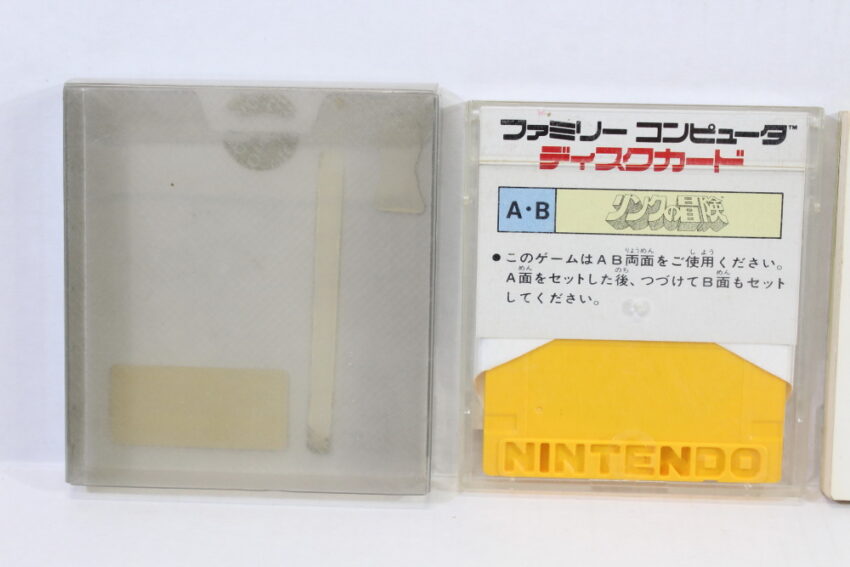 ファミリー コンピュータ™
ディスクカード
A・B リンクの冒険
●このゲームはAB両面をご使用ください。
A面をセットした後、つづけてB面もセット
してください。
NINTENDO